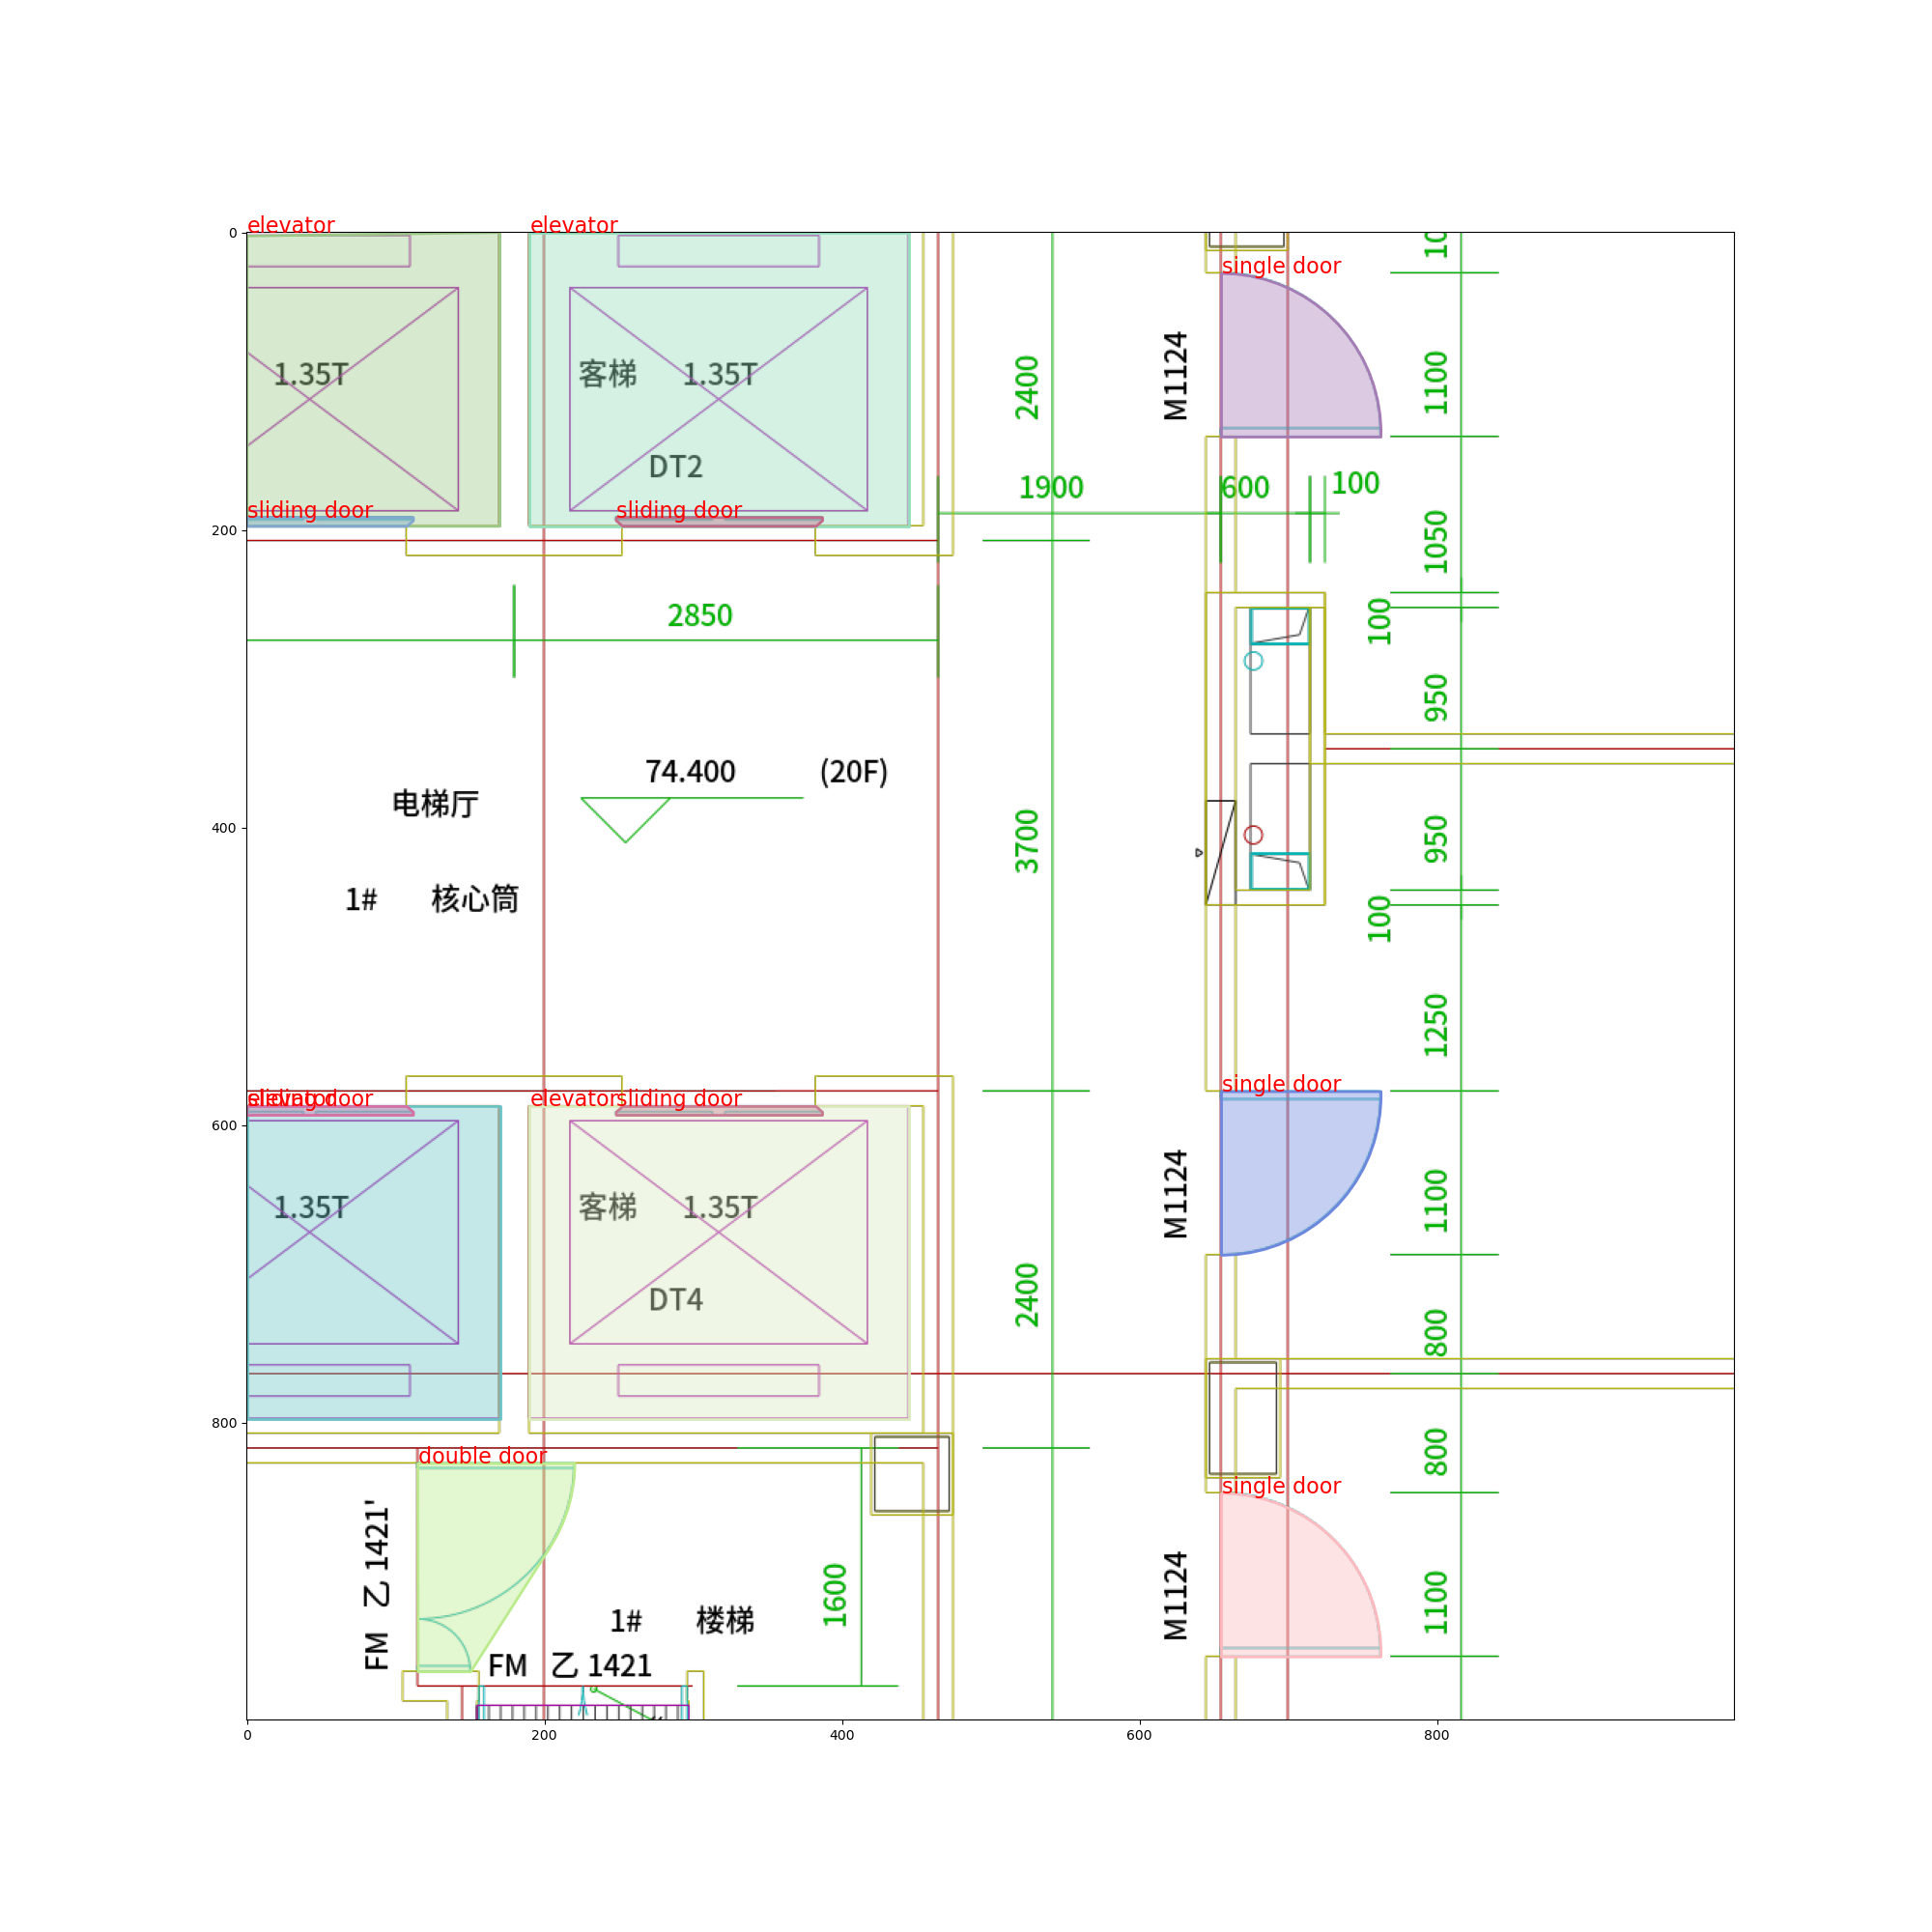 elevator
elevator
10
single door
1.35T
客梯 1.35T
2400
M1124
1100
DT2
sliding door
sliding door
1900
600
100
1050
2850
100
950
74.400 (20F)
电梯厅
3700
950
1# 核心筒
100
1250
elevator
sliding door
elevator
sliding door
single door
1.35T
客梯 1.35T
M1124
1100
DT4
2400
800
double door
800
single door
FM 乙 1421'
1600
M1124
1100
1# 楼梯
FM 乙 1421
0
200
400
600
800
0
200
400
600
800